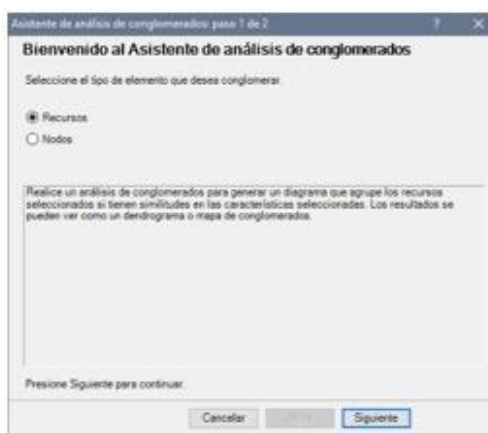 Asistente de análisis de conglomerados: paso 1 de 2
Bienvenido al Asistente de análisis de conglomerados
Seleccione el tipo de elemento que desea conglomerar.
Recursos
Nodos
Realice un análisis de conglomerados para generar un diagrama que agrupe los recursos
seleccionados si tienen similitudes en las características seleccionadas. Los resultados se
pueden ver como un dendrograma o mapa de conglomerados.
Presione Siguiente para continuar.
Cancelar
Siguiente